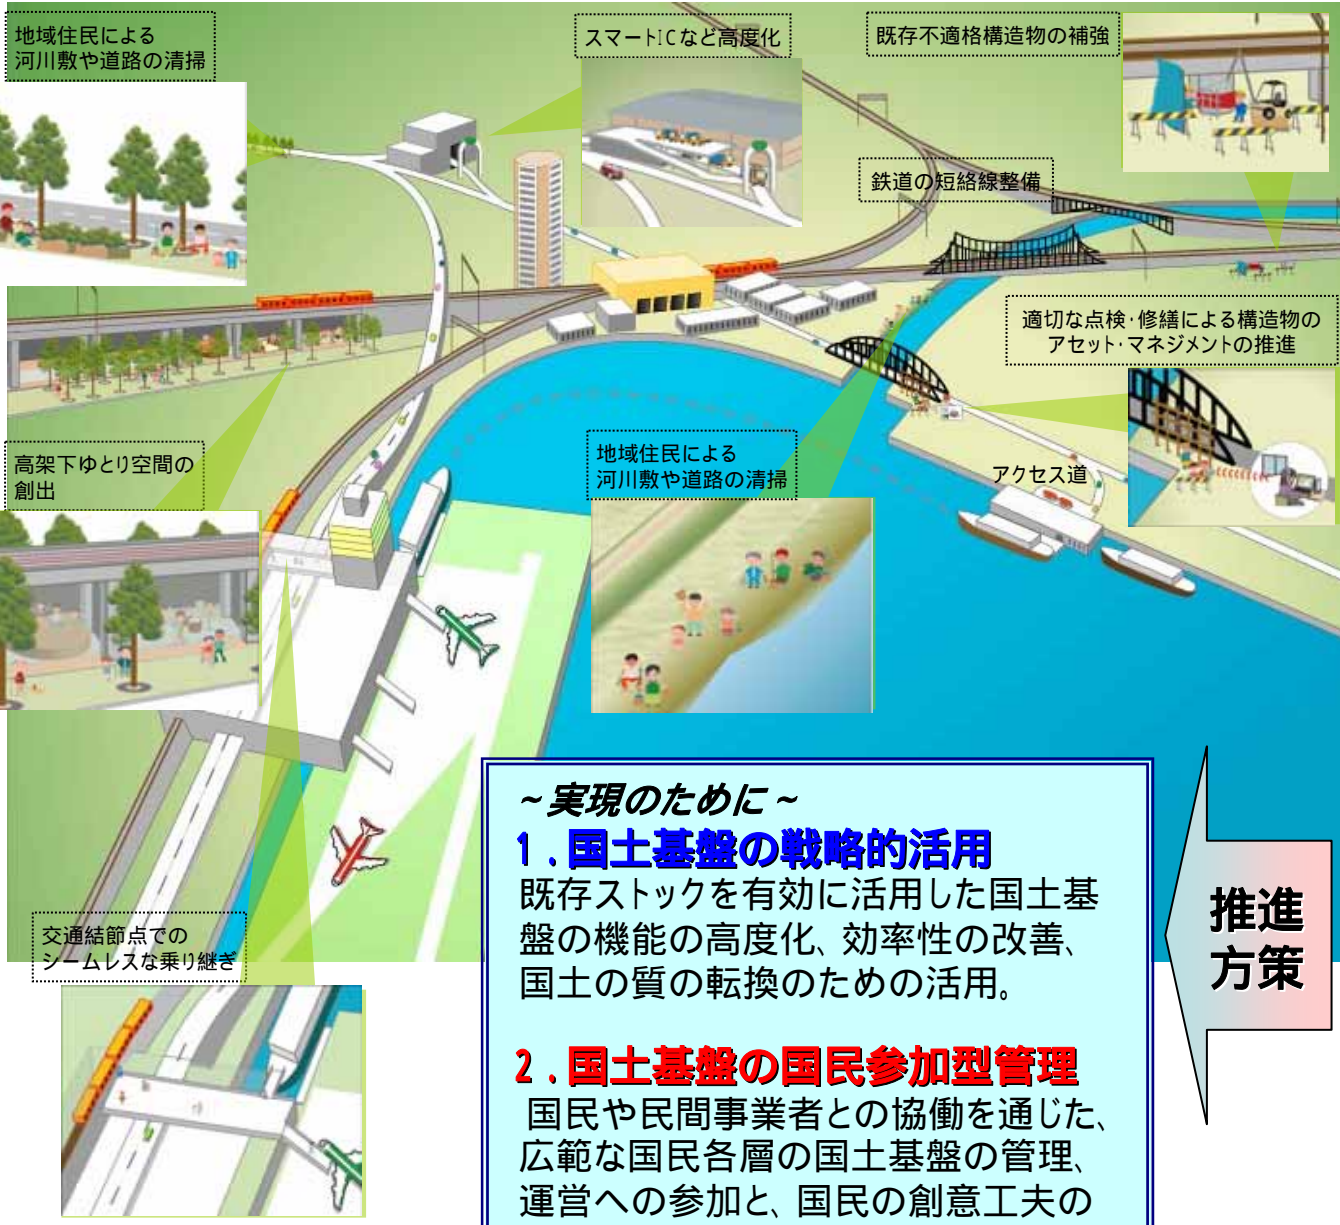 地域住民による
河川敷や道路の清掃
スマートICなど高度化
既存不適格構造物の補強
鉄道の短絡線整備
適切な点検・修繕による構造物の
アセット・マネジメントの推進
高架下ゆとり空間の
創出
地域住民による
河川敷や道路の清掃
アクセス道
交通結節点での
シームレスな乗り継ぎ
~実現のために~
1.国土基盤の戦略的活用
既存ストックを有効に活用した国土基
盤の機能の高度化、効率性の改善、
国土の質の転換のための活用。
2.国土基盤の国民参加型管理
国民や民間事業者との協働を通じた、
広範な国民各層の国土基盤の管理、
運営への参加と、国民の創意工夫の
推進
方策